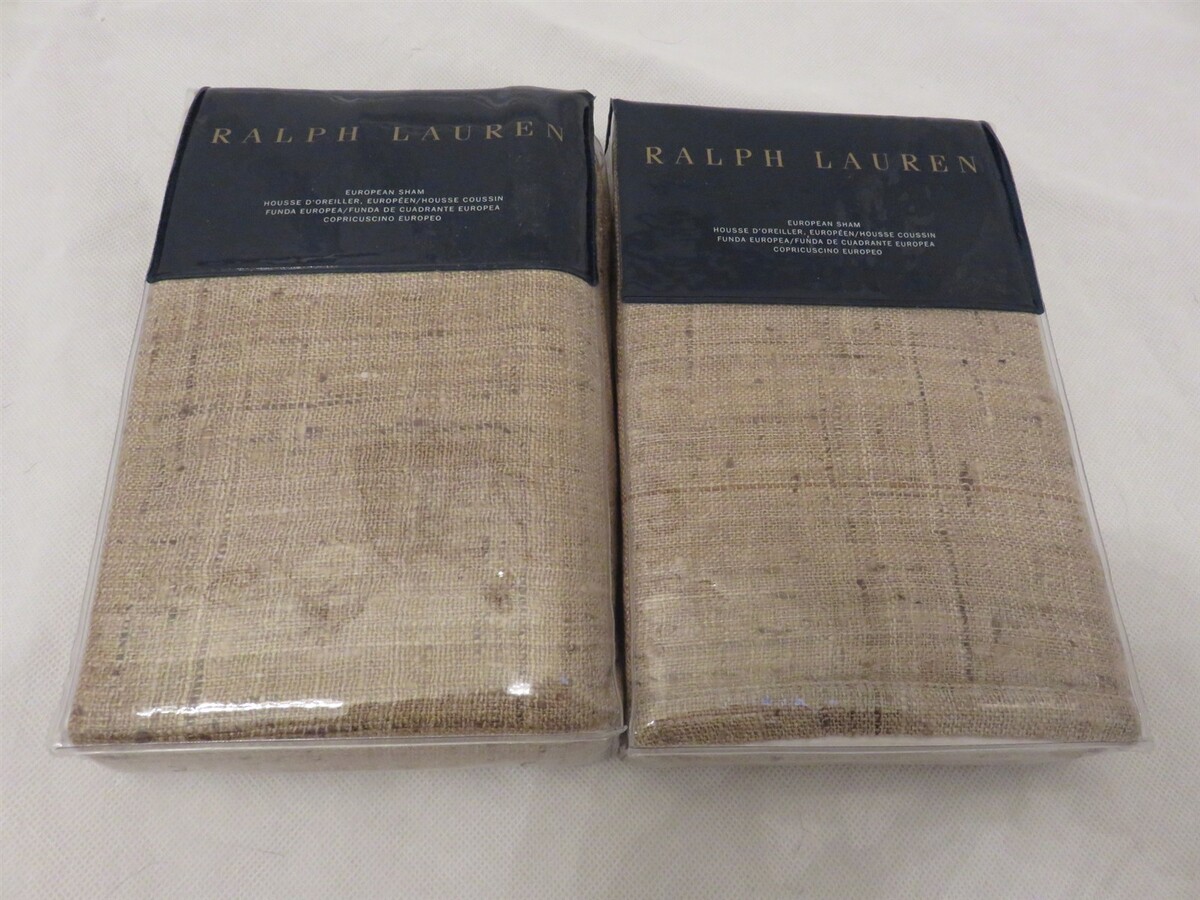 RALPH LAUREN
EUROPEAN SHAM
HOUSSE D'OREILLER, EUROPÉEN/HOUSSE COUSSIN
FUNDA EUROPEA/FUNDA DE CUADRANTE EUROPEA
COPRICUSCINO EUROPEO
RALPH LAUREN
EUROPEAN SHAM
HOUSSE D'OREILLER, EUROPÉEN/HOUSSE COUSSIN
FUNDA EUROPEA/FUNDA DE CUADRANTE EUROPEA
COPRICUSCINO EUROPEO